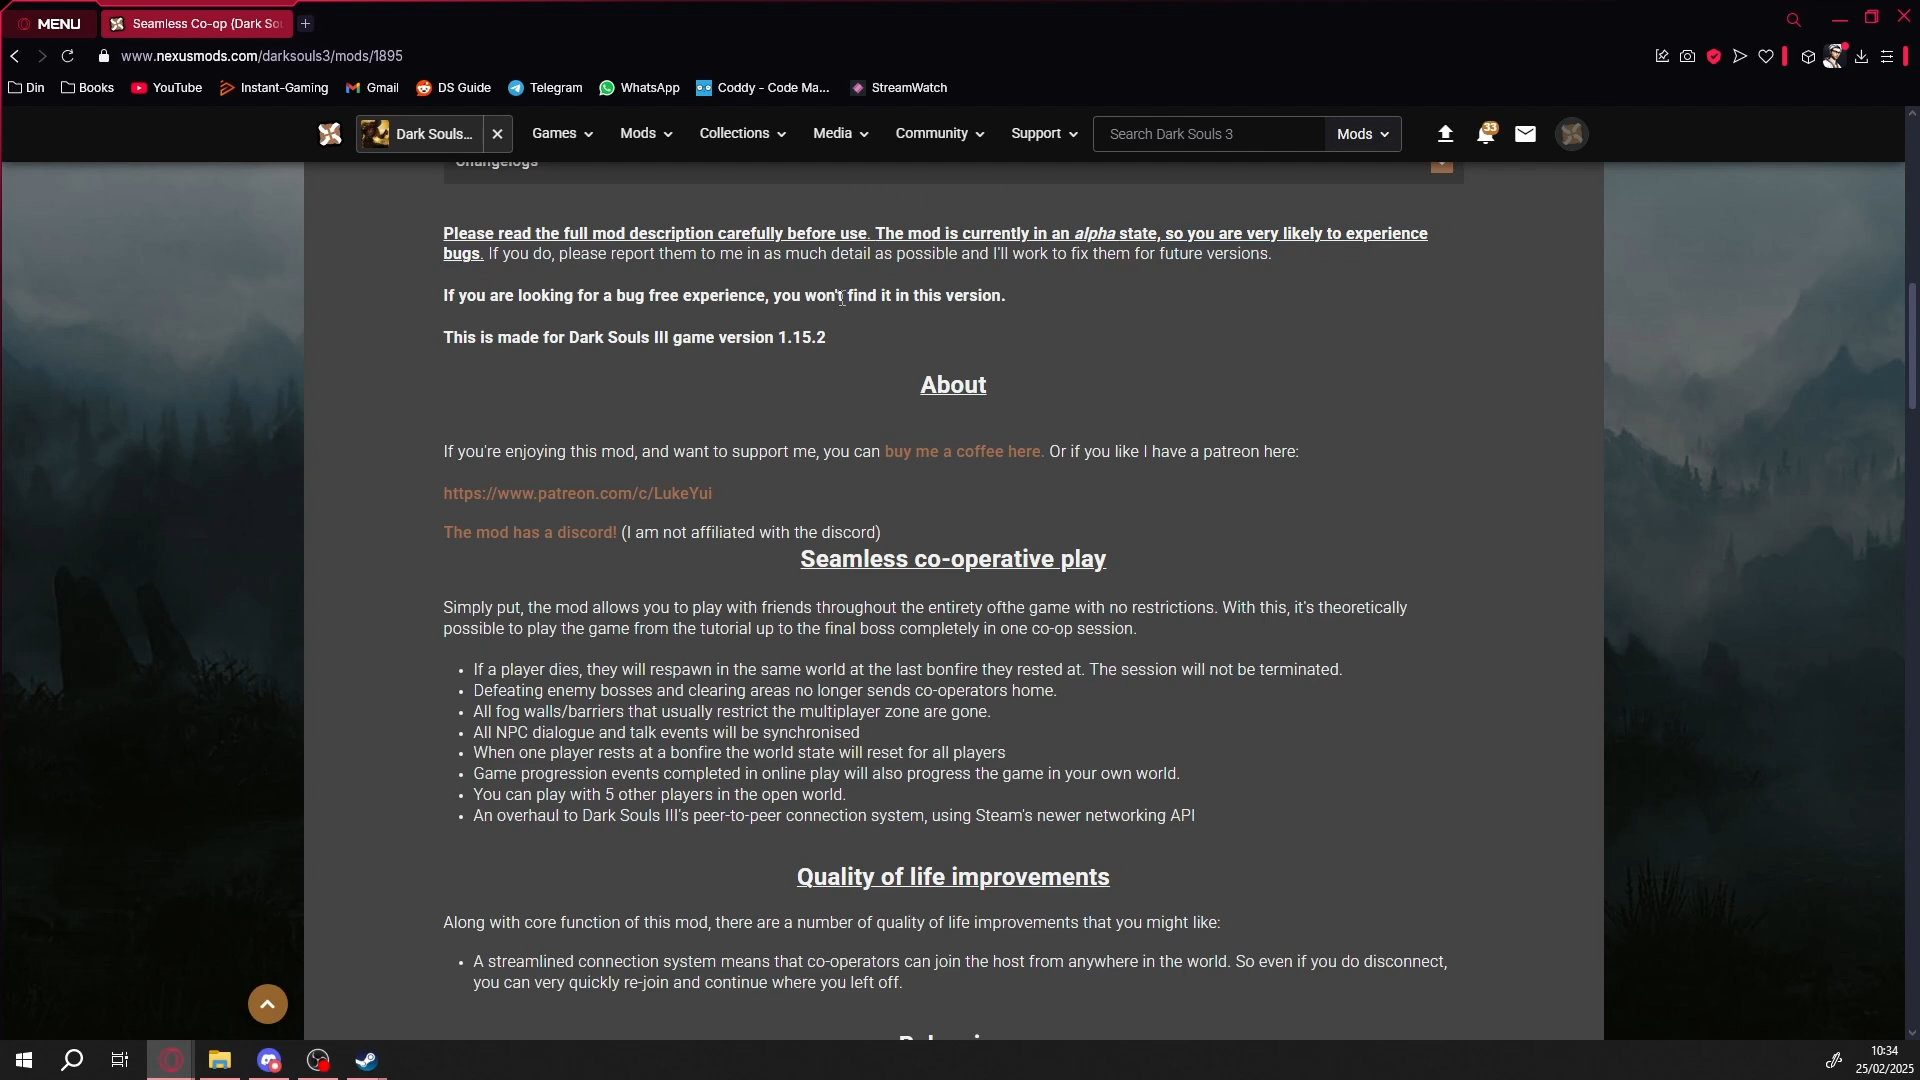 MENU
Seamless Co-op {Dark Sou
www.nexusmods.com/darksouls3/mods/1895
Din
Books
YouTube
Instant-Gaming
Gmail
DS Guide
Telegram
WhatsApp
Coddy - Code Ma...
StreamWatch
Dark Souls...
Games
Mods
Collections
Media
Community
Support
Search Dark Souls 3
Mods
33
Changelogs
Please read the full mod description carefully before use. The mod is currently in an alpha state, so you are very likely to experience
bugs. If you do, please report them to me in as much detail as possible and I'll work to fix them for future versions.
If you are looking for a bug free experience, you won't find it in this version.
This is made for Dark Souls III game version 1.15.2
About
If you're enjoying this mod, and want to support me, you can buy me a coffee here. Or if you like I have a patreon here:
https://www.patreon.com/c/LukeYui
The mod has a discord! (I am not affiliated with the discord)
Seamless co-operative play
Simply put, the mod allows you to play with friends throughout the entirety ofthe game with no restrictions. With this, it's theoretically
possible to play the game from the tutorial up to the final boss completely in one co-op session.
• If a player dies, they will respawn in the same world at the last bonfire they rested at. The session will not be terminated.
• Defeating enemy bosses and clearing areas no longer sends co-operators home.
• All fog walls/barriers that usually restrict the multiplayer zone are gone.
• All NPC dialogue and talk events will be synchronised
• When one player rests at a bonfire the world state will reset for all players
• Game progression events completed in online play will also progress the game in your own world.
• You can play with 5 other players in the open world.
• An overhaul to Dark Souls III's peer-to-peer connection system, using Steam's newer networking API
Quality of life improvements
Along with core function of this mod, there are a number of quality of life improvements that you might like:
• A streamlined connection system means that co-operators can join the host from anywhere in the world. So even if you do disconnect,
you can very quickly re-join and continue where you left off.
10:34
25/02/2025